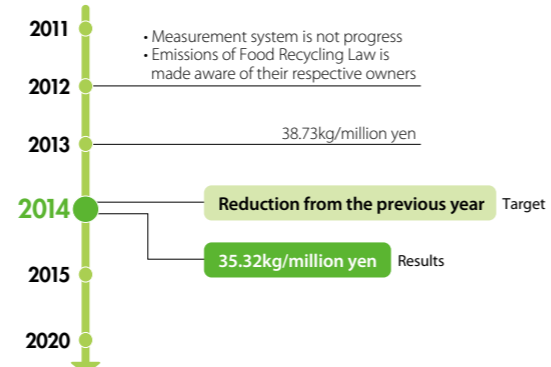 2011
• Measurement system is not progress
• Emissions of Food Recycling Law is
made aware of their respective owners
2012
38.73kg/million yen
2013
2014
Reduction from the previous year Target
35.32kg/million yen Results
2015
2020